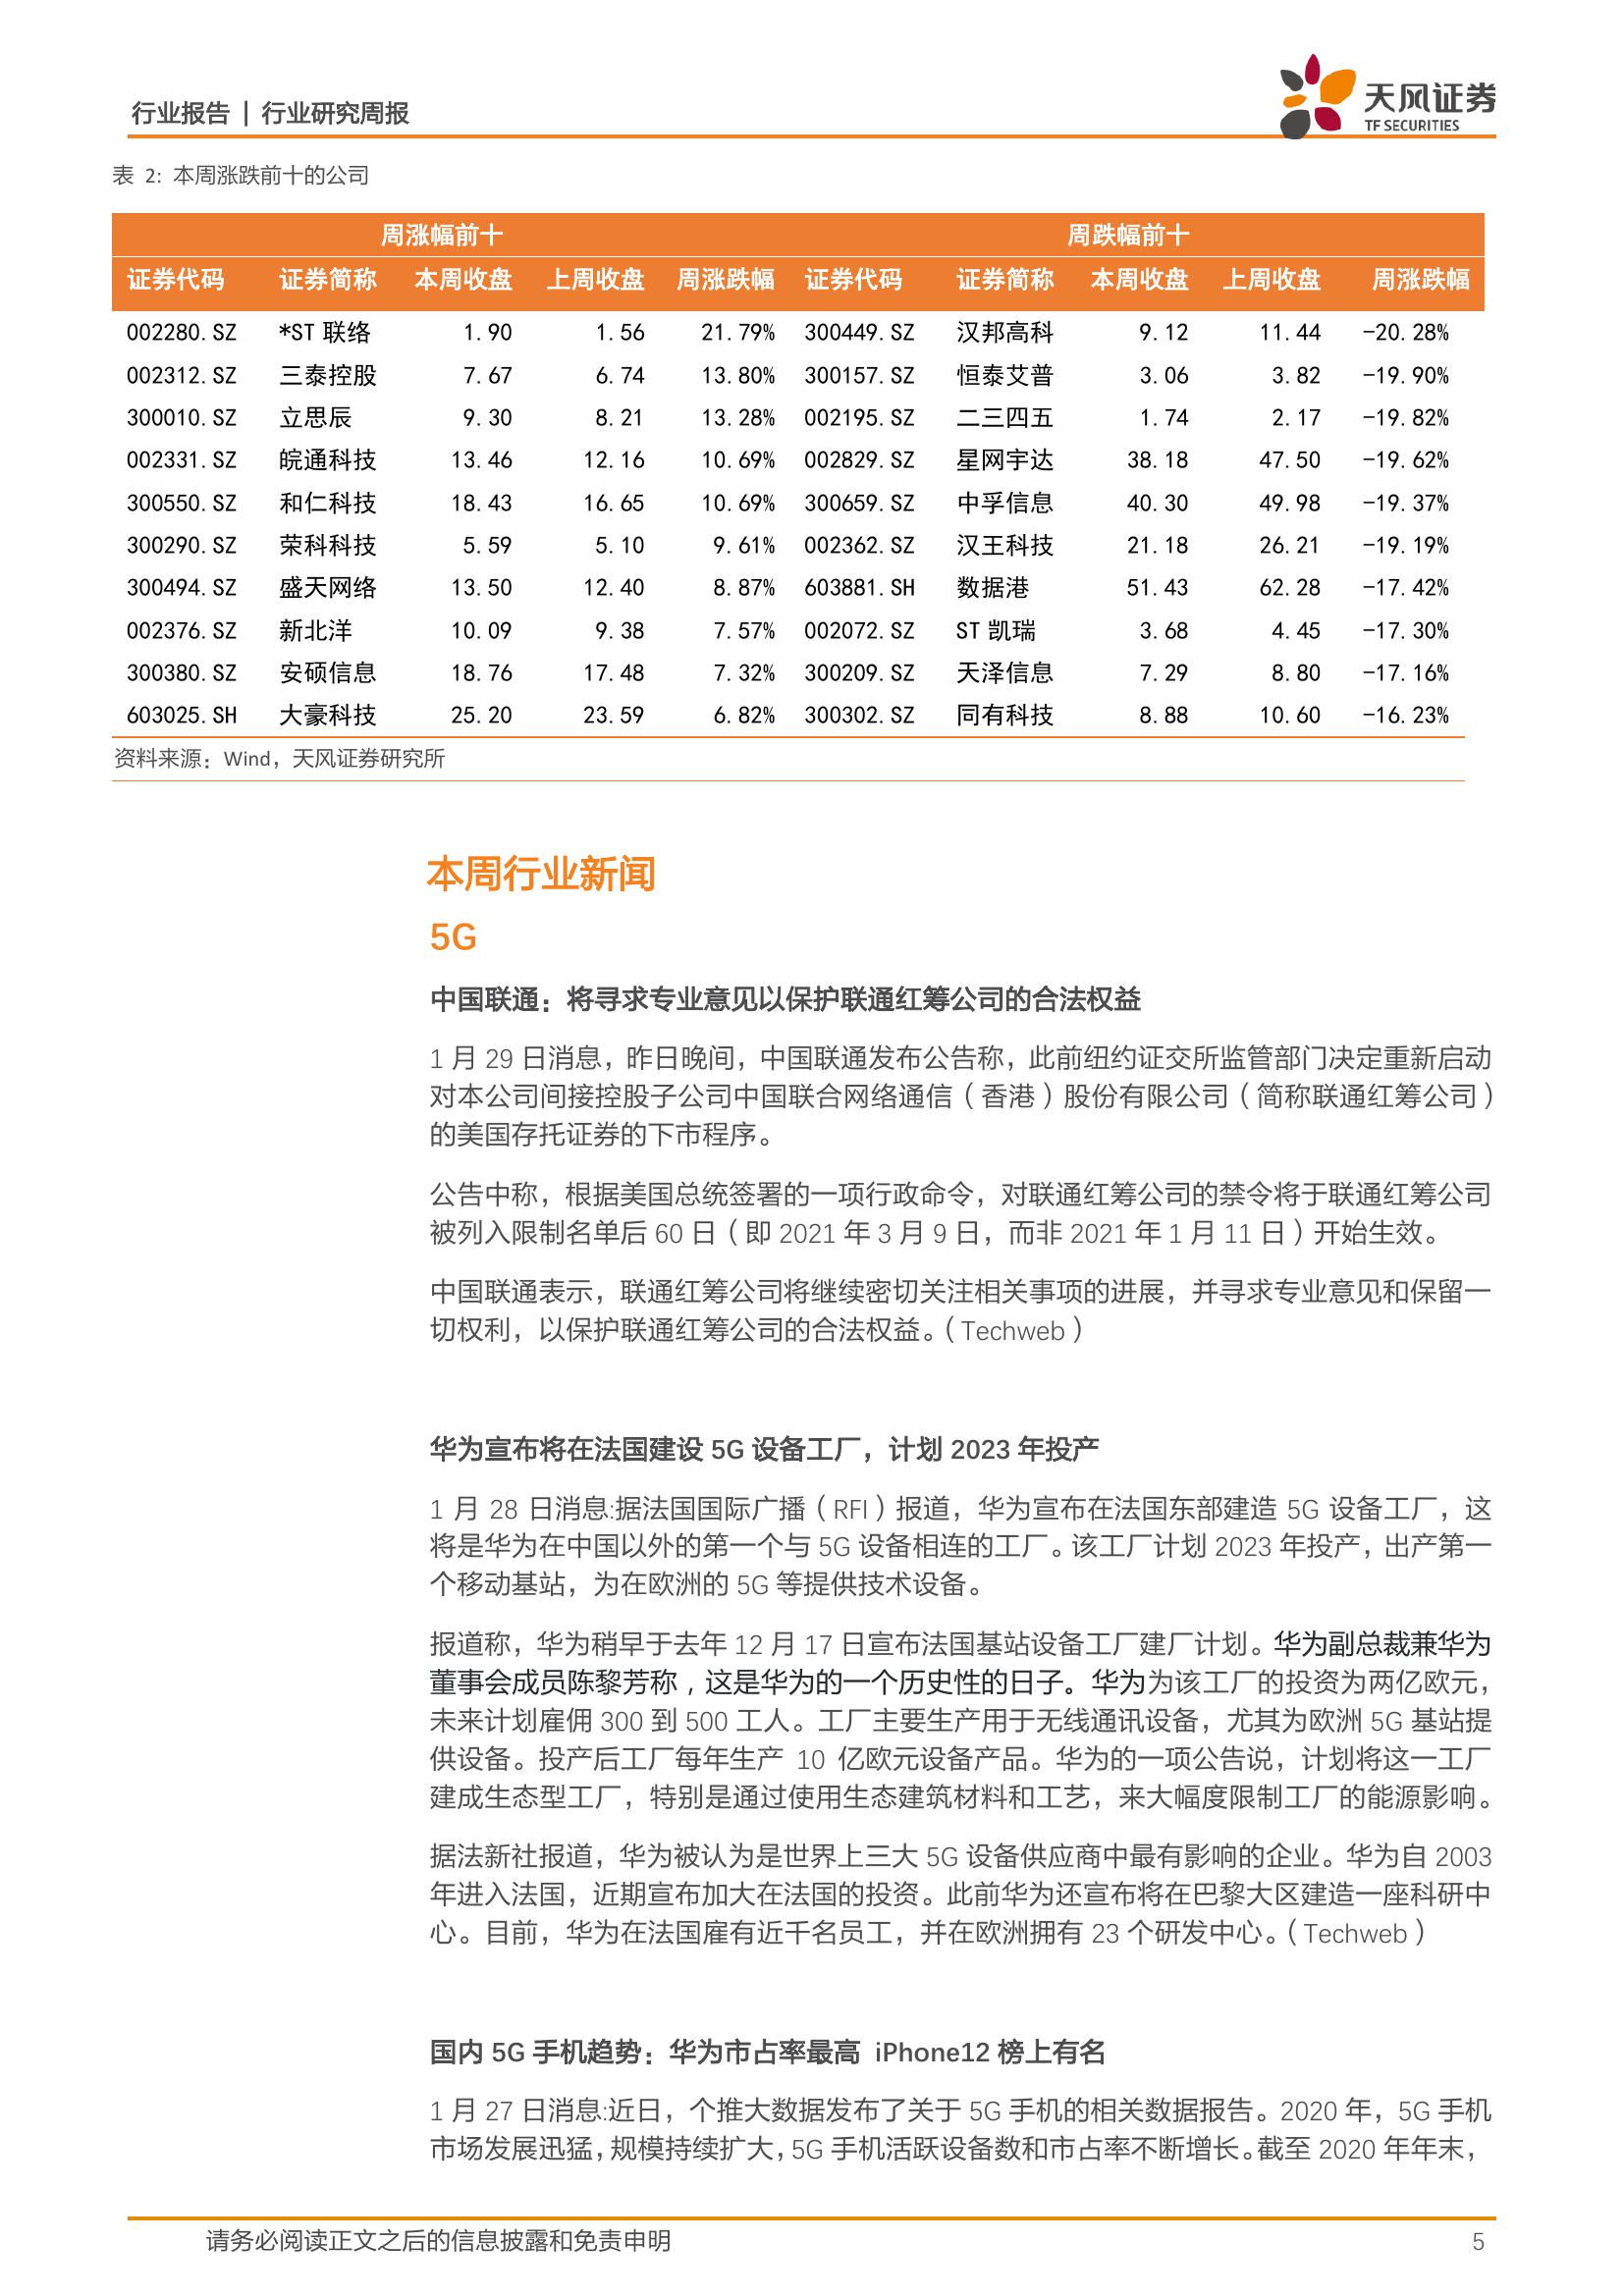 行业报告 | 行业研究周报
天风证券
TF SECURITIES
表 2: 本周涨跌前十的公司
周涨幅前十 周跌幅前十
证券代码 证券简称 本周收盘 上周收盘 周涨跌幅 证券代码 证券简称 本周收盘 上周收盘 周涨跌幅
002280.SZ *ST 联络 1.90 1.56 21.79% 300449.SZ 汉邦高科 9.12 11.44 -20.28%
002312.SZ 三泰控股 7.67 6.74 13.80% 300157.SZ 恒泰艾普 3.06 3.82 -19.90%
300010.SZ 立思辰 9.30 8.21 13.28% 002195.SZ 二三四五 1.74 2.17 -19.82%
002331.SZ 皖通科技 13.46 12.16 10.69% 002829.SZ 星网宇达 38.18 47.50 -19.62%
300550.SZ 和仁科技 18.43 16.65 10.69% 300659.SZ 中孚信息 40.30 49.98 -19.37%
300290.SZ 荣科科技 5.59 5.10 9.61% 002362.SZ 汉王科技 21.18 26.21 -19.19%
300494.SZ 盛天网络 13.50 12.40 8.87% 603881.SH 数据港 51.43 62.28 -17.42%
002376.SZ 新北洋 10.09 9.38 7.57% 002072.SZ ST 凯瑞 3.68 4.45 -17.30%
300380.SZ 安硕信息 18.76 17.48 7.32% 300209.SZ 天泽信息 7.29 8.80 -17.16%
603025.SH 大豪科技 25.20 23.59 6.82% 300302.SZ 同有科技 8.88 10.60 -16.23%
资料来源：Wind，天风证券研究所
本周行业新闻
5G
中国联通：将寻求专业意见以保护联通红筹公司的合法权益
1 月 29 日消息，昨日晚间，中国联通发布公告称，此前纽约证交所监管部门决定重新启动
对本公司间接控股子公司中国联合网络通信（香港）股份有限公司（简称联通红筹公司）
的美国存托证券的下市程序。
公告中称，根据美国总统签署的一项行政命令，对联通红筹公司的禁令将于联通红筹公司
被列入限制名单后 60 日（即 2021 年 3 月 9 日，而非 2021 年 1 月 11 日）开始生效。
中国联通表示，联通红筹公司将继续密切关注相关事项的进展，并寻求专业意见和保留一
切权利，以保护联通红筹公司的合法权益。（Techweb）
华为宣布将在法国建设 5G 设备工厂，计划 2023 年投产
1 月 28 日消息:据法国国际广播（RFI）报道，华为宣布在法国东部建造 5G 设备工厂，这
将是华为在中国以外的第一个与 5G 设备相连的工厂。该工厂计划 2023 年投产，出产第一
个移动基站，为在欧洲的 5G 等提供技术设备。
报道称，华为稍早于去年 12 月 17 日宣布法国基站设备工厂建厂计划。华为副总裁兼华为
董事会成员陈黎芳称，这是华为的一个历史性的日子。华为为该工厂的投资为两亿欧元，
未来计划雇佣 300 到 500 工人。工厂主要生产用于无线通讯设备，尤其为欧洲 5G 基站提
供设备。投产后工厂每年生产 10 亿欧元设备产品。华为的一项公告说，计划将这一工厂
建成生态型工厂，特别是通过使用生态建筑材料和工艺，来大幅度限制工厂的能源影响。
据法新社报道，华为被认为是世界上三大 5G 设备供应商中最有影响的企业。华为自 2003
年进入法国，近期宣布加大在法国的投资。此前华为还宣布将在巴黎大区建造一座科研中
心。目前，华为在法国雇有近千名员工，并在欧洲拥有 23 个研发中心。（Techweb）
国内 5G 手机趋势：华为市占率最高 iPhone12 榜上有名
1 月 27 日消息:近日，个推大数据发布了关于 5G 手机的相关数据报告。2020 年，5G 手机
市场发展迅猛，规模持续扩大，5G 手机活跃设备数和市占率不断增长。截至 2020 年年末，
请务必阅读正文之后的信息披露和免责申明 5